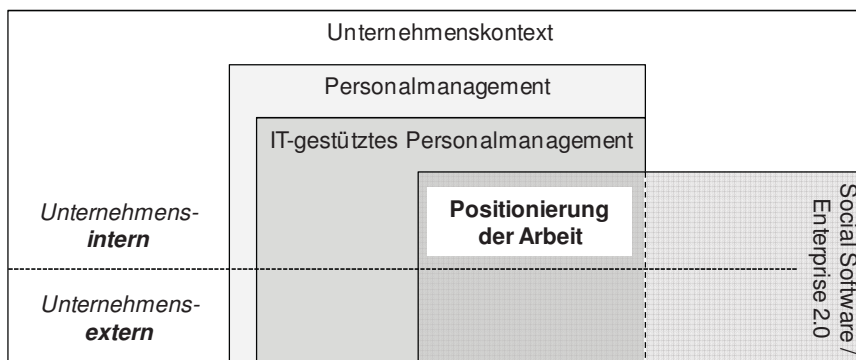 Unternehmenskontext
Personalmanagement
IT-gestütztes Personalmanagement
Positionierung
der Arbeit
Unternehmens-
intern
Unternehmens-
extern
Social Software /
Enterprise 2.0